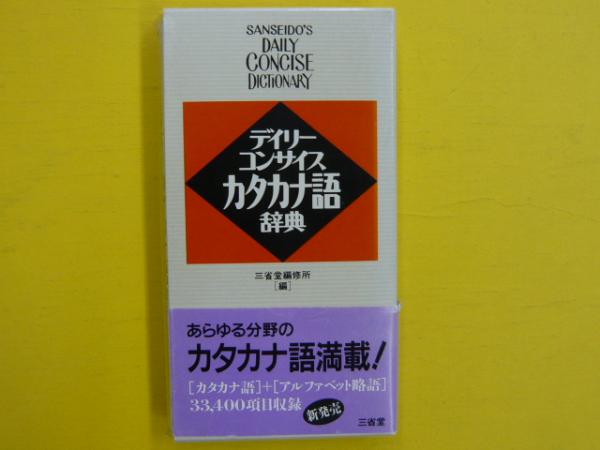 SANSEIDO'S
DAILY
CONCISE
DICTIONARY
デイリー
コンサイス
カタカナ語
辞典
三省堂編修所
[編]
あらゆる分野の
カタカナ語満載!
[カタカナ語]+[アルファベット略語]
33,400項目収録
新発売
三省堂